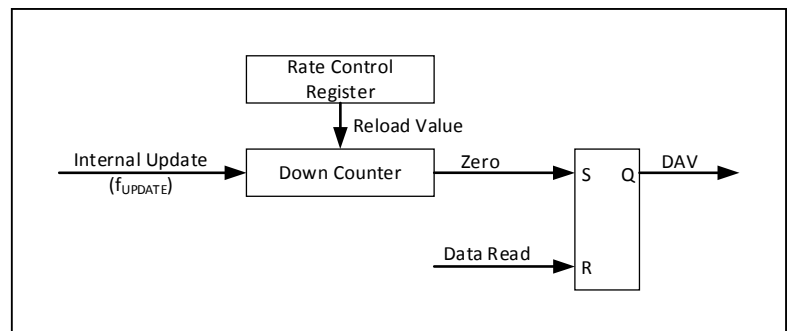 Rate Control
Register
Reload Value
Internal Update
(fUPDATE)
Down Counter
Zero
S
Q
DAV
Data Read
R